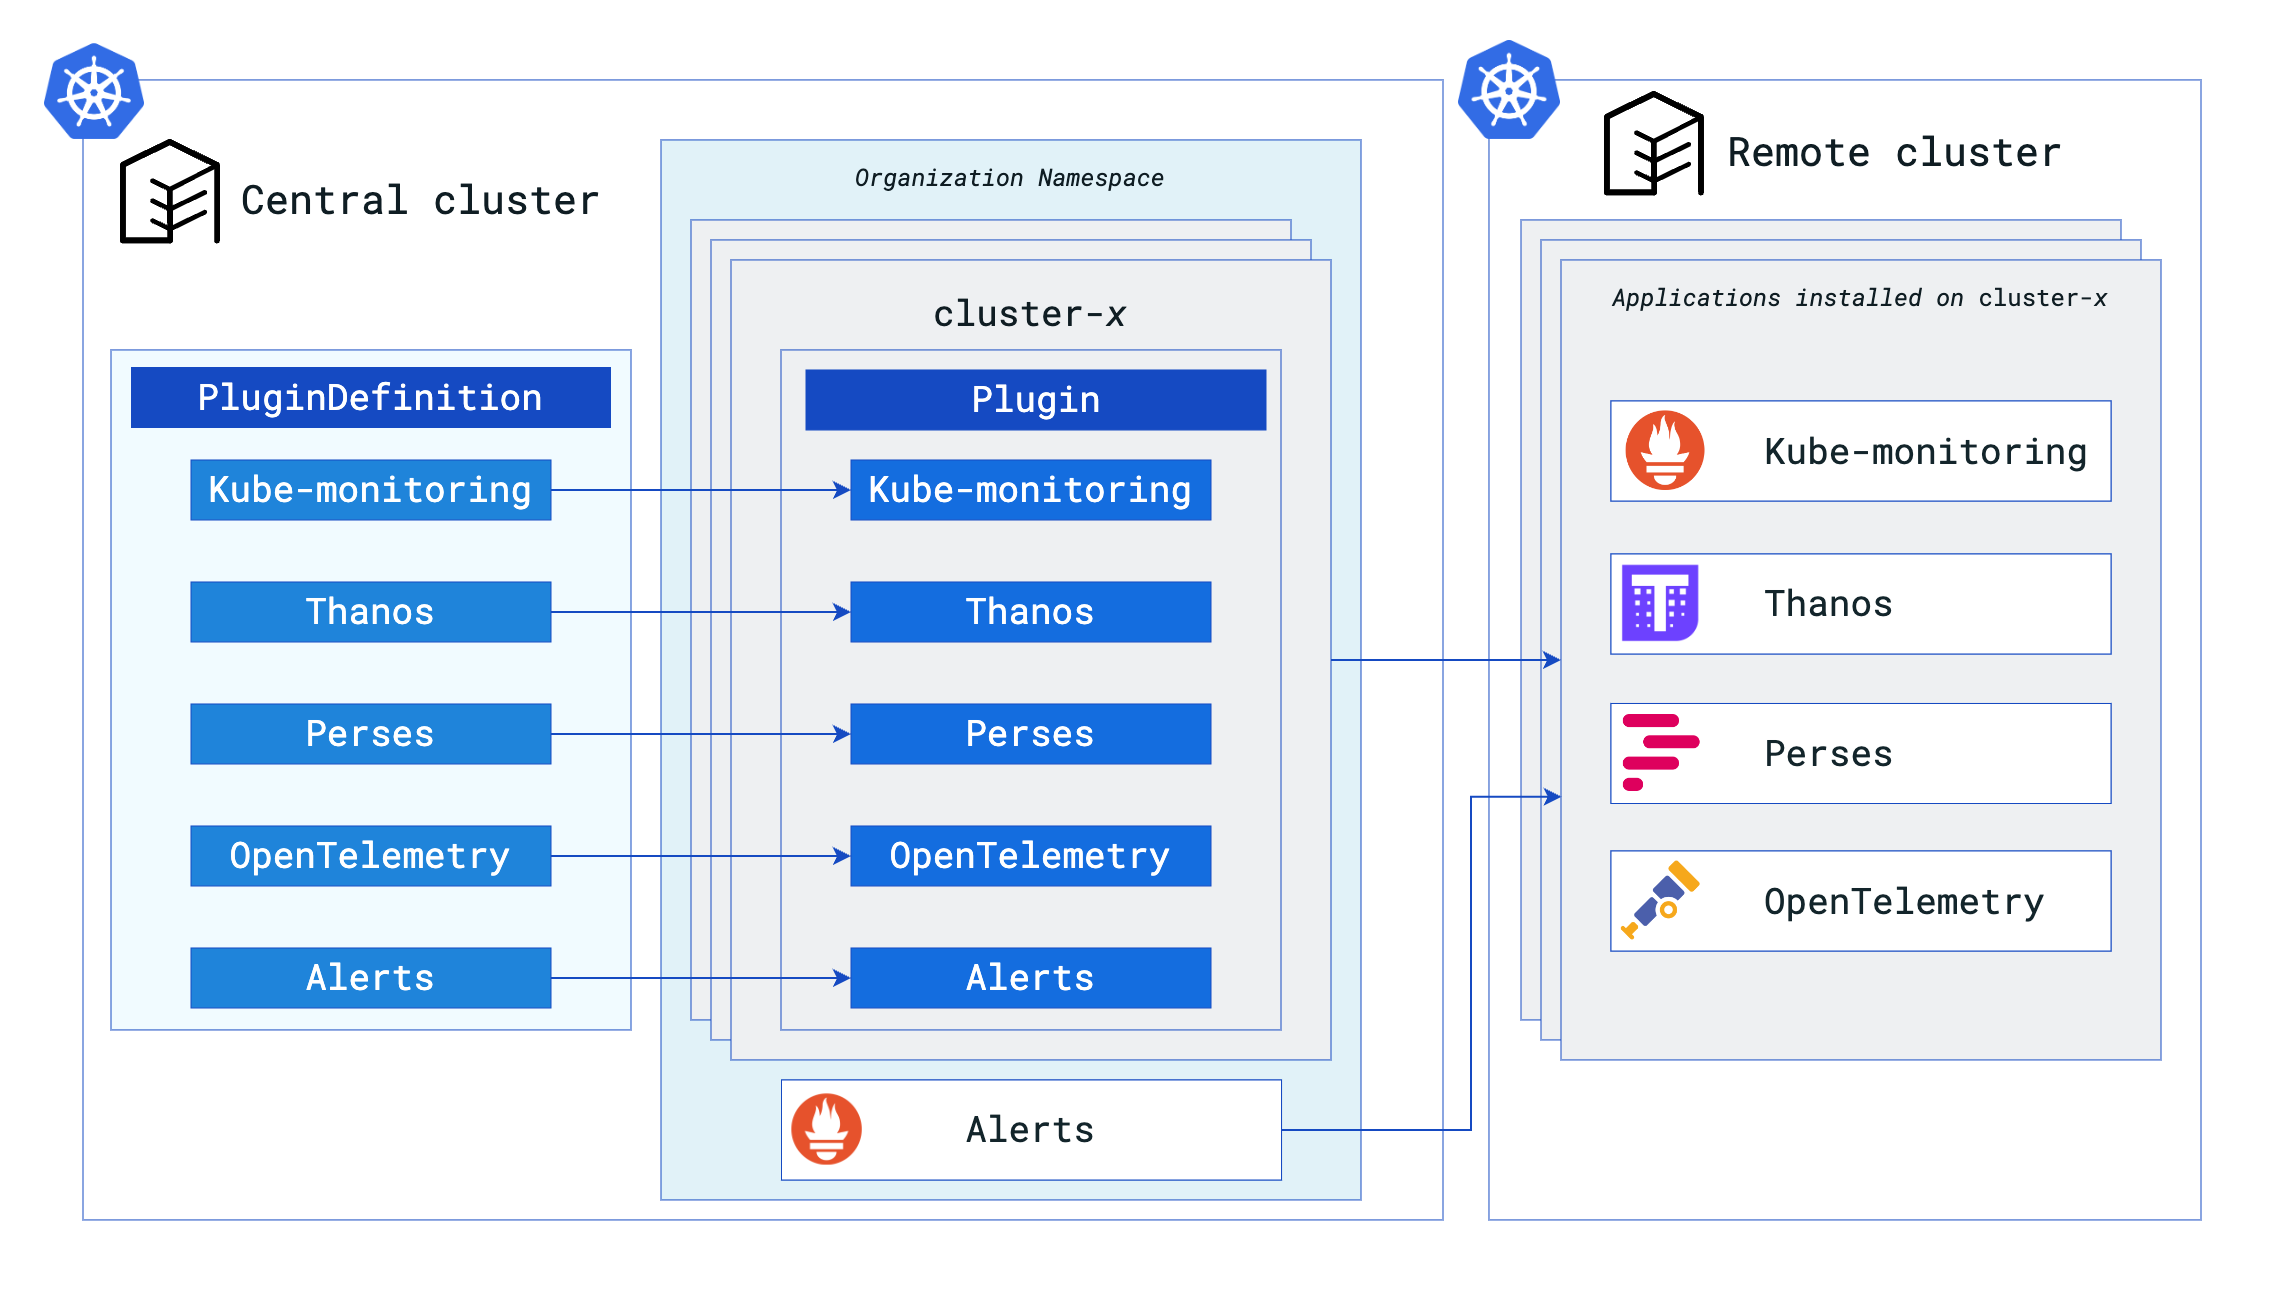 Central cluster
PluginDefinition
Kube-monitoring
Thanos
Perses
OpenTelemetry
Alerts
Organization Namespace
cluster-x
Plugin
Kube-monitoring
Thanos
Perses
OpenTelemetry
Alerts
Alerts
Remote cluster
Applications installed on cluster-x
Kube-monitoring
Thanos
Perses
OpenTelemetry